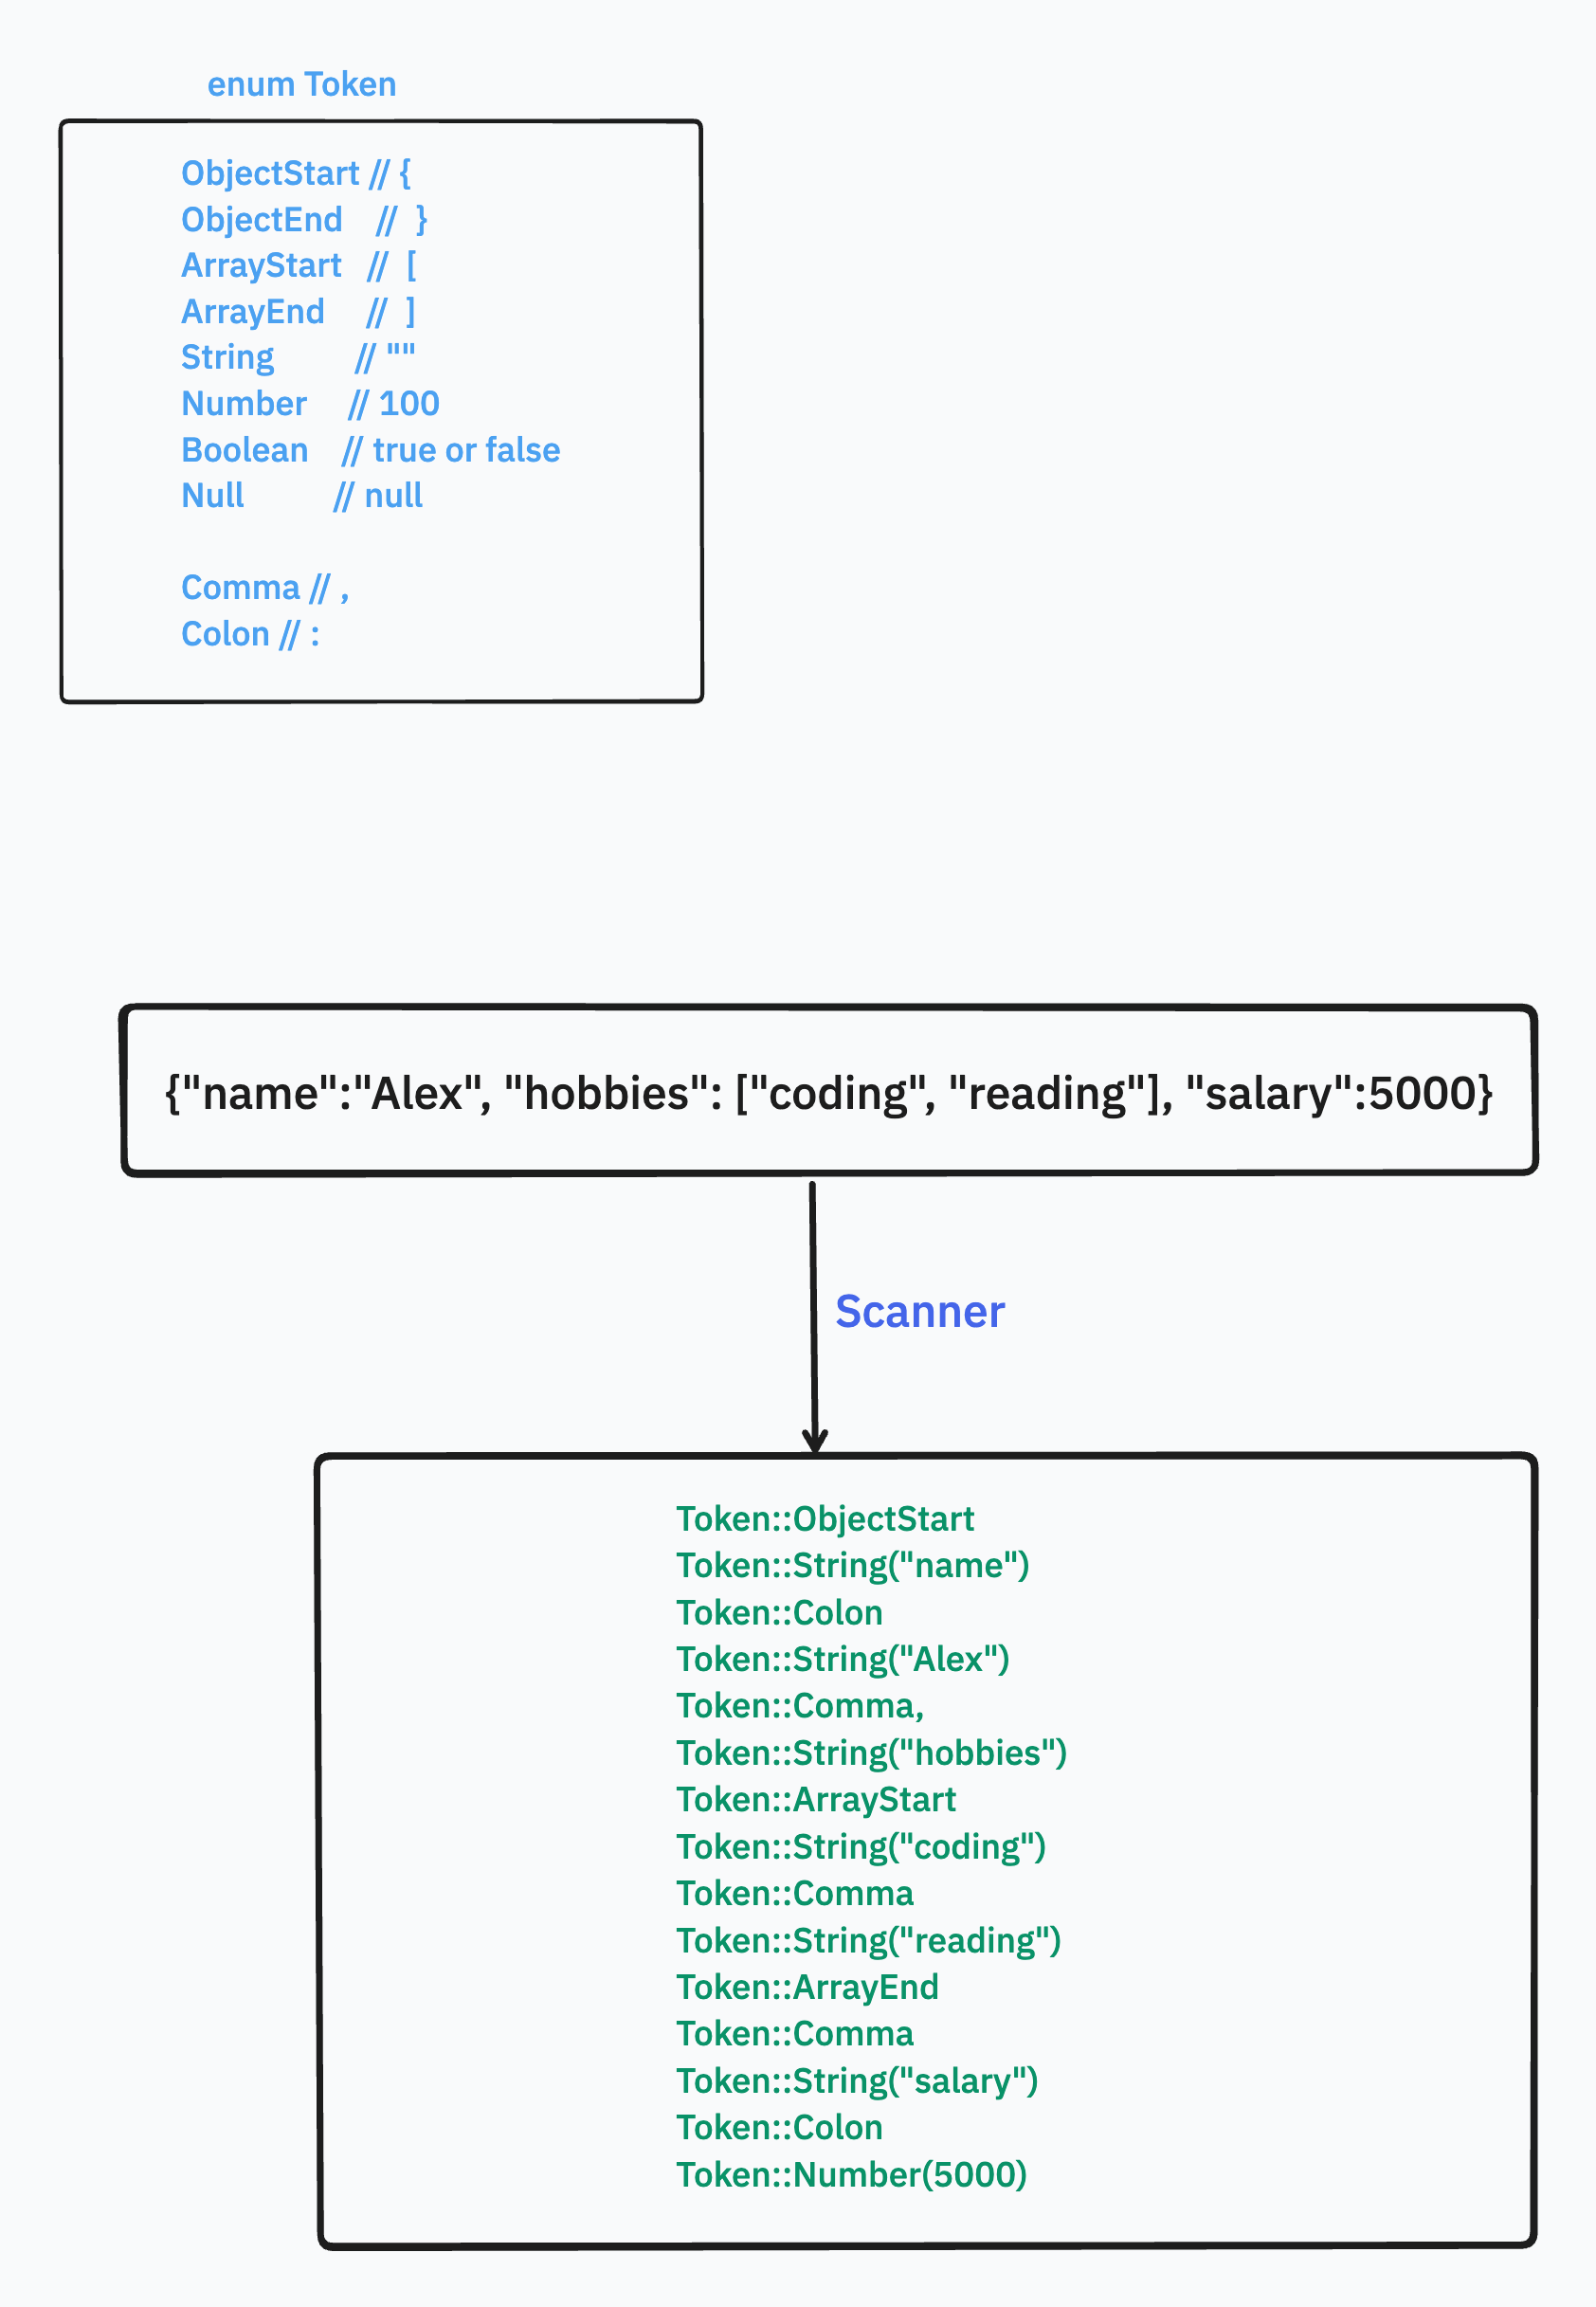 enum Token
ObjectStart // {
ObjectEnd // }
ArrayStart // [
ArrayEnd // ]
String // ""
Number // 100
Boolean // true or false
Null // null
Comma // ,
Colon // :
{"name":"Alex", "hobbies": ["coding", "reading"], "salary":5000}
Scanner
Token::ObjectStart
Token::String("name")
Token::Colon
Token::String("Alex")
Token::Comma,
Token::String("hobbies")
Token::ArrayStart
Token::String("coding")
Token::Comma
Token::String("reading")
Token::ArrayEnd
Token::Comma
Token::String("salary")
Token::Colon
Token::Number(5000)